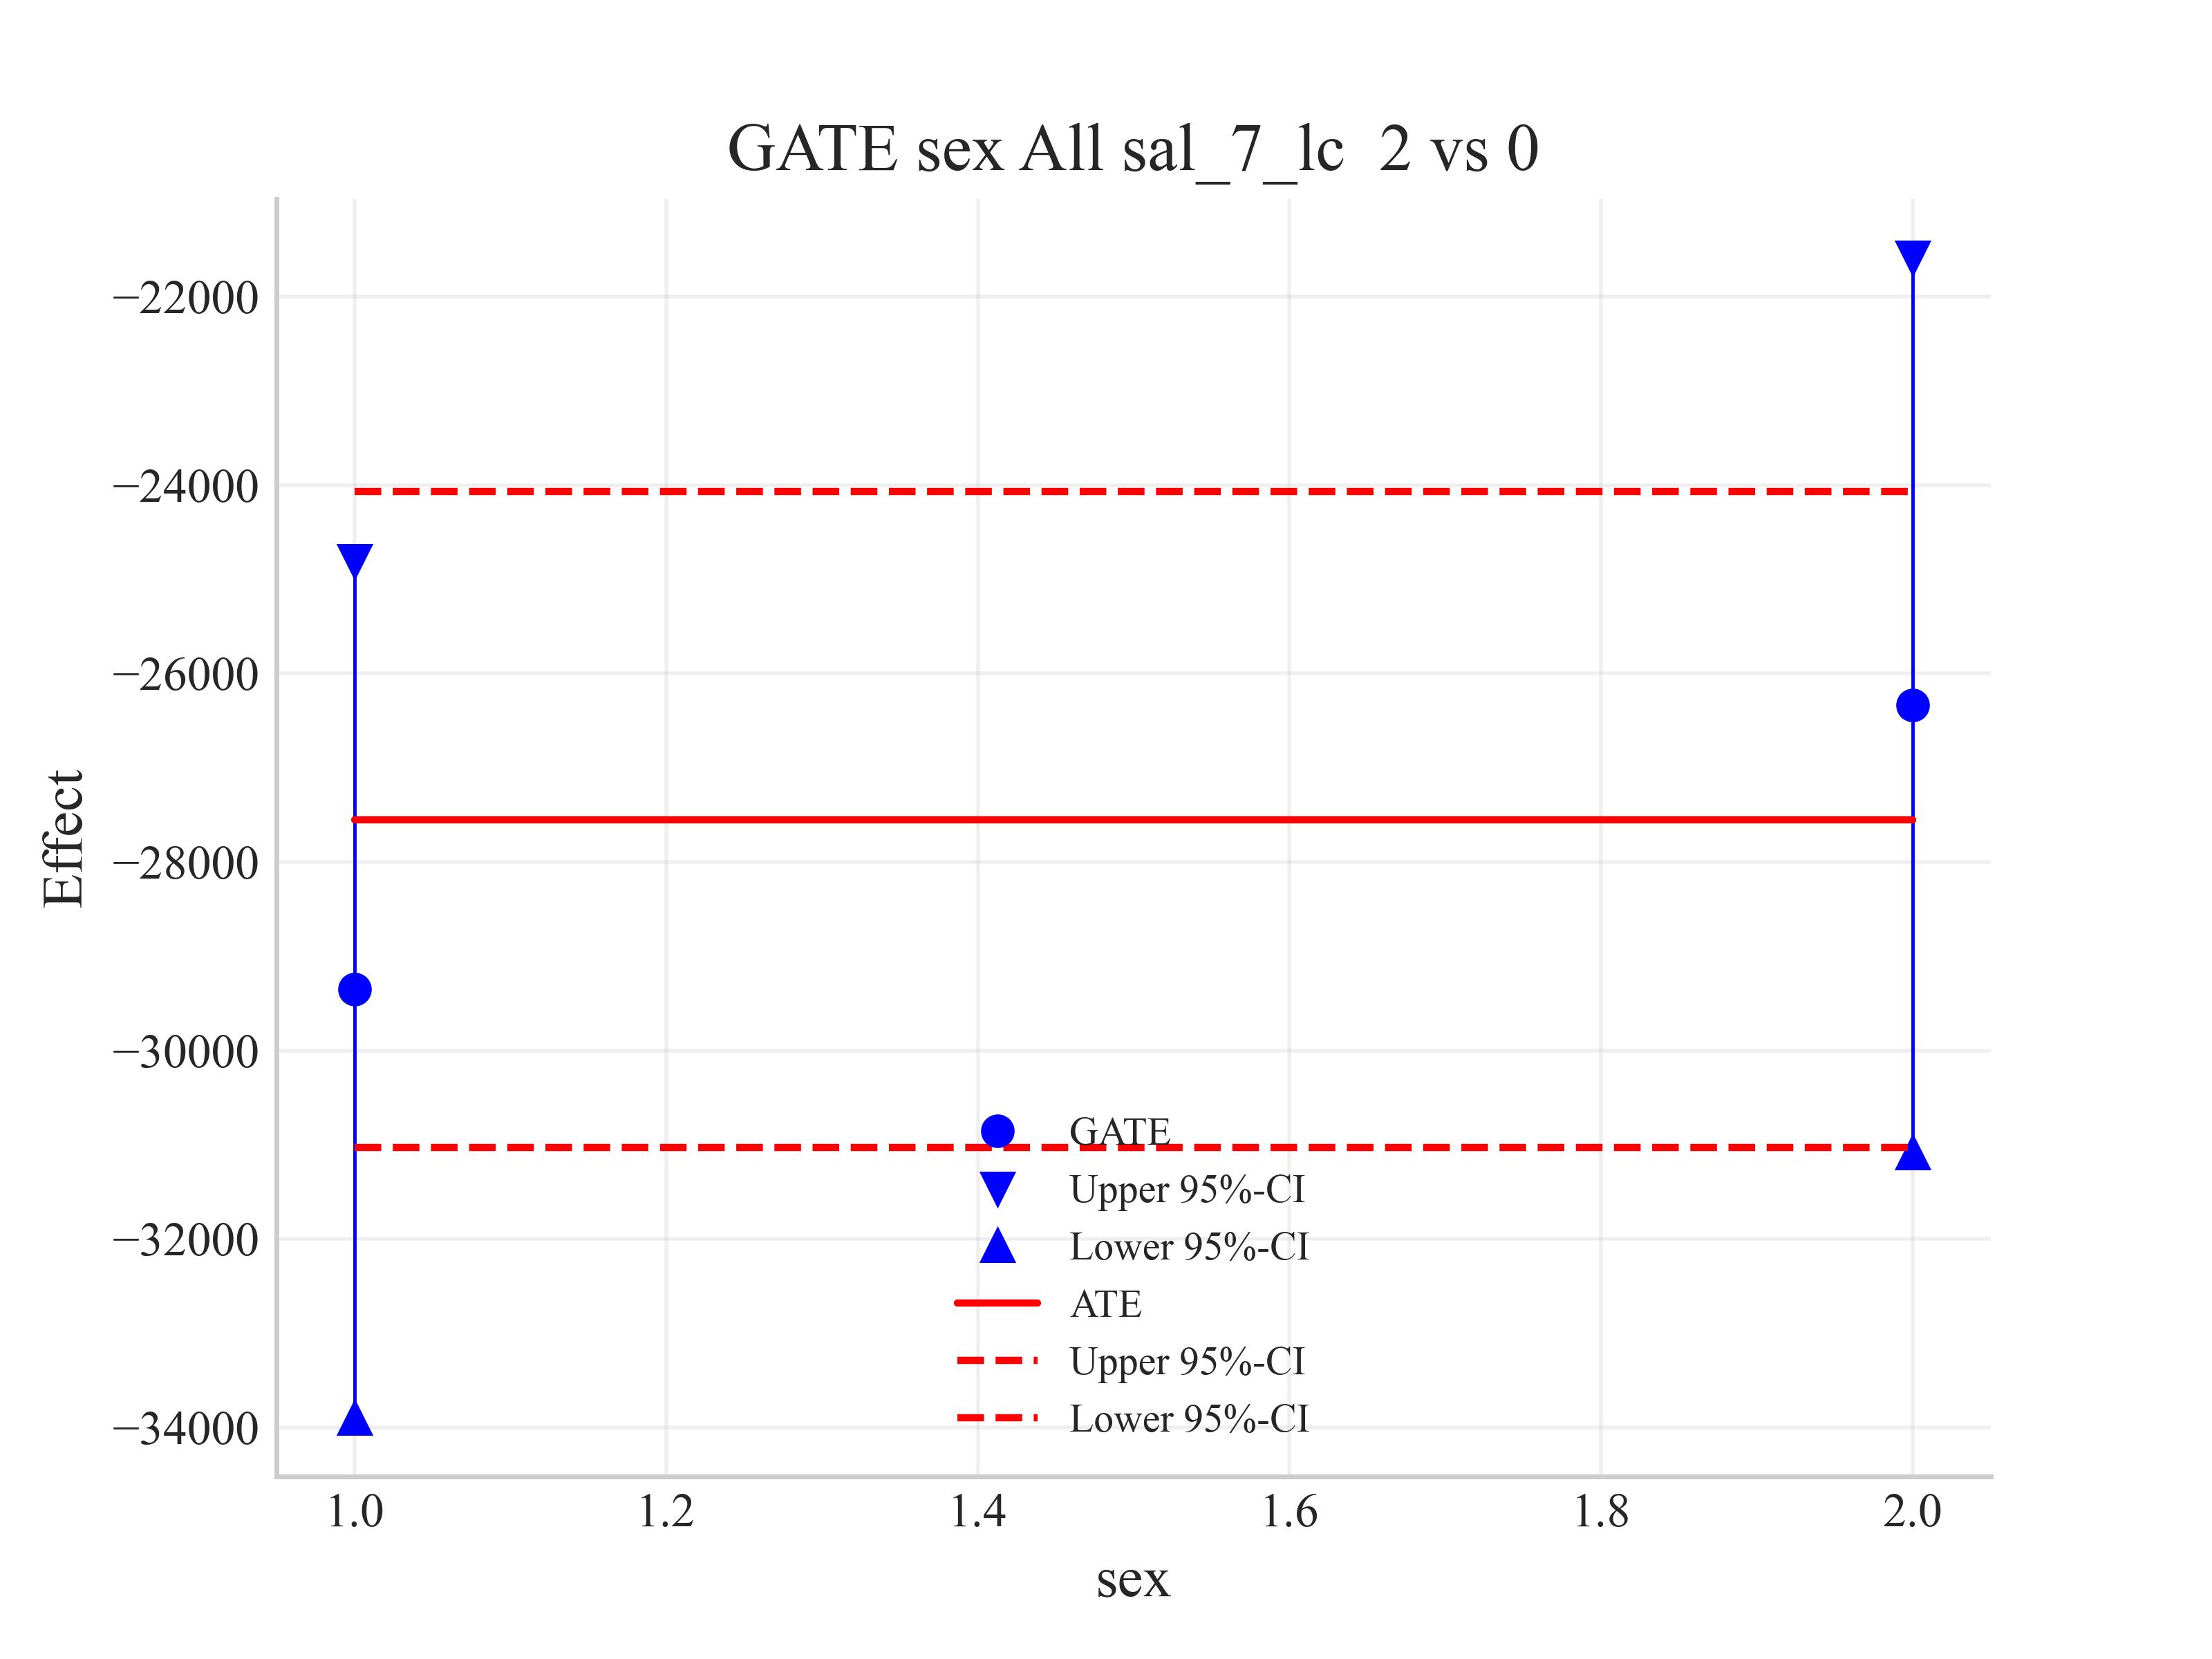 GATE sex All sal_7_lc  2 vs 0
−22000
−24000
−26000
−28000
−30000
−32000
−34000
Effect
GATE
Upper 95%-CI
Lower 95%-CI
ATE
Upper 95%-CI
Lower 95%-CI
1.0 1.2 1.4 1.6 1.8 2.0
sex